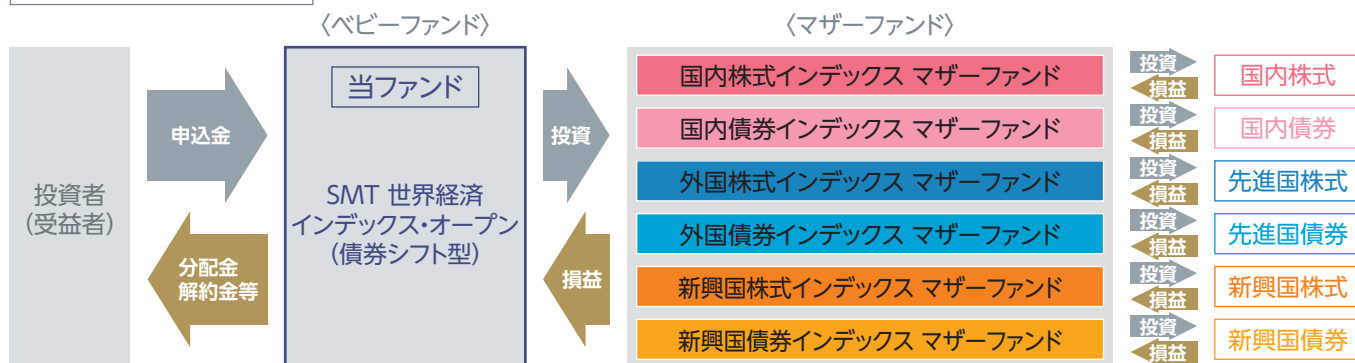 〈ベビーファンド〉
〈マザーファンド〉
投資者
(受益者)
申込金
分配金
解約金等
当ファンド
SMT 世界経済
インデックス・オープン
(債券シフト型)
投資
損益
国内株式インデックス マザーファンド
投資
損益
国内株式
国内債券インデックス マザーファンド
投資
損益
国内債券
外国株式インデックス マザーファンド
投資
損益
先進国株式
外国債券インデックス マザーファンド
投資
損益
先進国債券
新興国株式インデックス マザーファンド
投資
損益
新興国株式
新興国債券インデックス マザーファンド
投資
損益
新興国債券